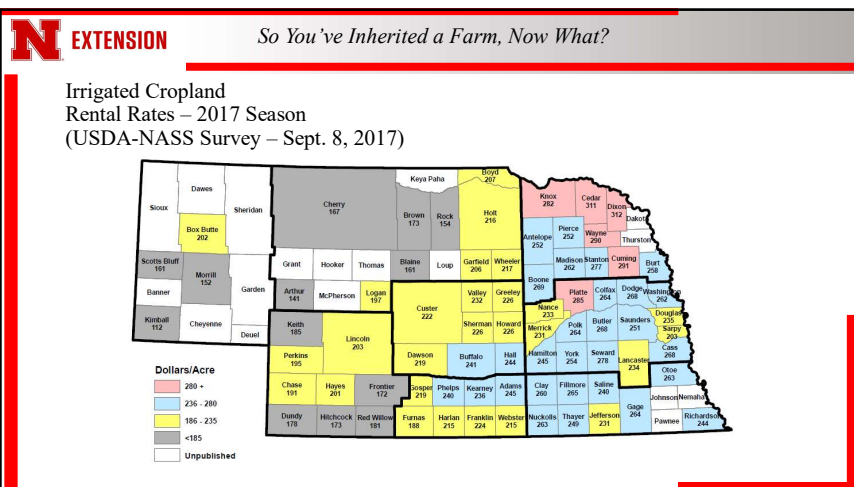 N EXTENSION
So You've Inherited a Farm, Now What?
Irrigated Cropland
Rental Rates – 2017 Season
(USDA-NASS Survey – Sept. 8, 2017)
Sioux
Dawes
Sheridan
Box Butte
202
Scotts Bluff
161
Morrill
152
Banner
Garden
Kimball
112
Cheyenne
Deuel
Cherry
167
Keya Paha
Boyd
207
Brown
173
Rock
154
Holt
216
Grant
Hooker
Thomas
Blaine
161
Loup
Garfield
206
Wheeler
217
Arthur
141
McPherson
Logan
197
Custer
222
Valley
232
Greeley
226
Sherman
226
Howard
226
Keith
185
Lincoln
203
Perkins
195
Dawson
219
Buffalo
241
Hall
244
Chase
191
Hayes
201
Frontier
172
Gosper
219
Phelps
240
Kearney
236
Adams
245
Dundy
178
Hitchcock
173
Red Willow
181
Furnas
188
Harlan
215
Franklin
224
Webster
215
Knox
282
Cedar
311
Dixon
312
Dakota
Antelope
252
Pierce
252
Wayne
290
Thurston
Madison
262
Stanton
277
Cuming
291
Burt
258
Boone
269
Nance
233
Platte
285
Colfax
264
Dodge
268
Washington
262
Merrick
231
Polk
264
Butler
268
Saunders
251
Douglas
235
Sarpy
203
Hamilton
245
York
254
Seward
278
Lancaster
234
Cass
268
Otoe
263
Clay
260
Fillmore
265
Saline
240
Johnson
Nemaha
Nuckolls
263
Thayer
249
Jefferson
231
Gage
264
Pawnee
Richardson
244
Dollars/Acre
280 +
236 - 280
186 - 235
<185
Unpublished